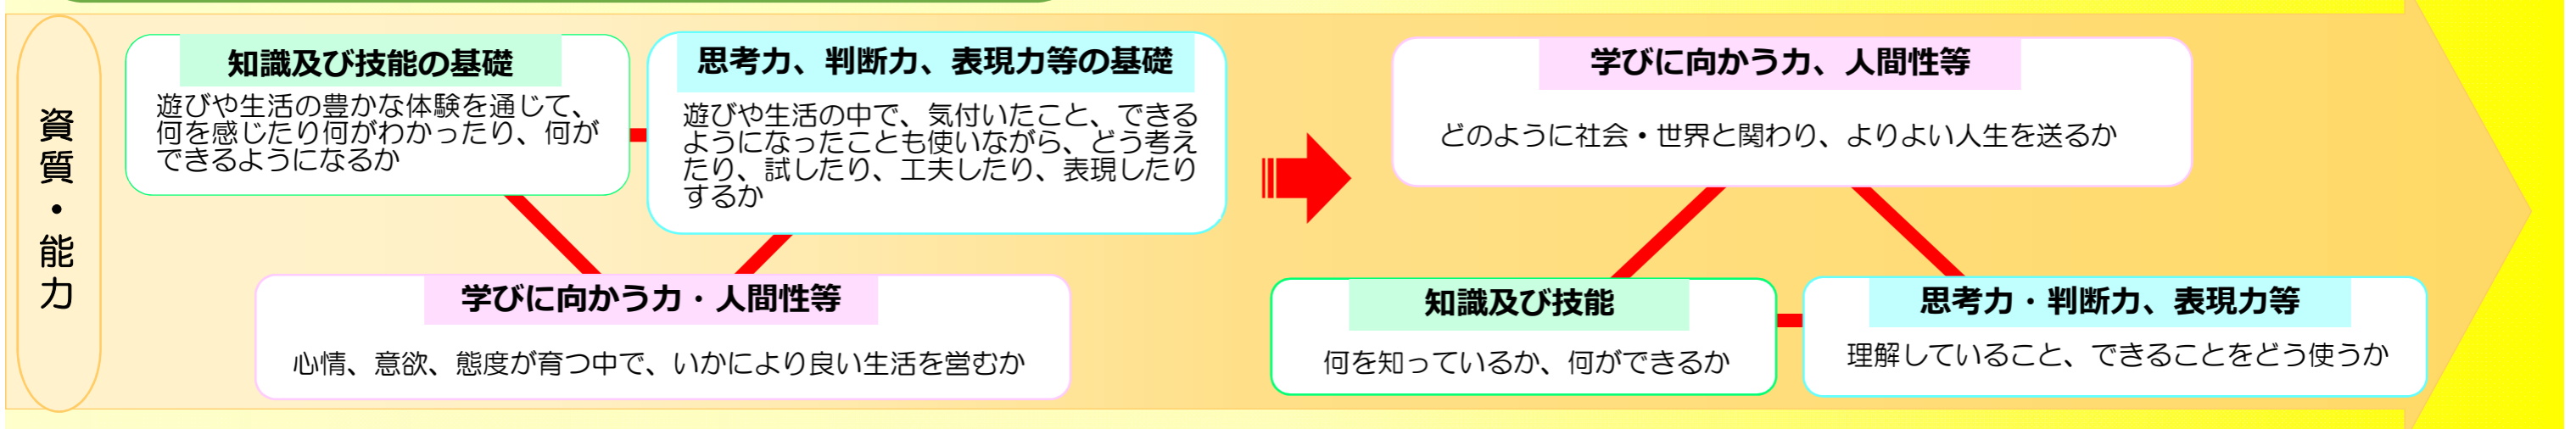 資質・能力
知識及び技能の基礎
遊びや生活の豊かな体験を通じて、
何を感じたり何がわかったり、何が
できるようになるか
思考力、判断力、表現力等の基礎
遊びや生活の中で、気付いたこと、できる
ようになったことも使いながら、どう考え
たり、試したり、工夫したり、表現したり
するか
学びに向かう力・人間性等
心情、意欲、態度が育つ中で、いかにより良い生活を営むか
学びに向かう力、人間性等
どのように社会・世界と関わり、よりよい人生を送るか
知識及び技能
何を知っているか、何ができるか
思考力・判断力、表現力等
理解していること、できることをどう使うか